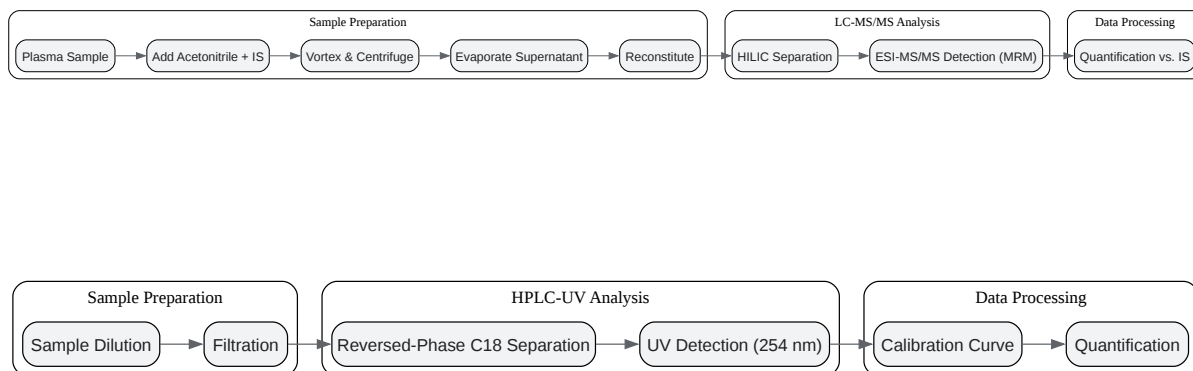 Sample Preparation
LC-MS/MS Analysis
Data Processing
Plasma Sample
Add Acetonitrile + IS
Vortex & Centrifuge
Evaporate Supernatant
Reconstitute
HILIC Separation
ESI-MS/MS Detection (MRM)
Quantification vs. IS
Sample Preparation
HPLC-UV Analysis
Data Processing
Sample Dilution
Filtration
Reversed-Phase C18 Separation
UV Detection (254 nm)
Calibration Curve
Quantification